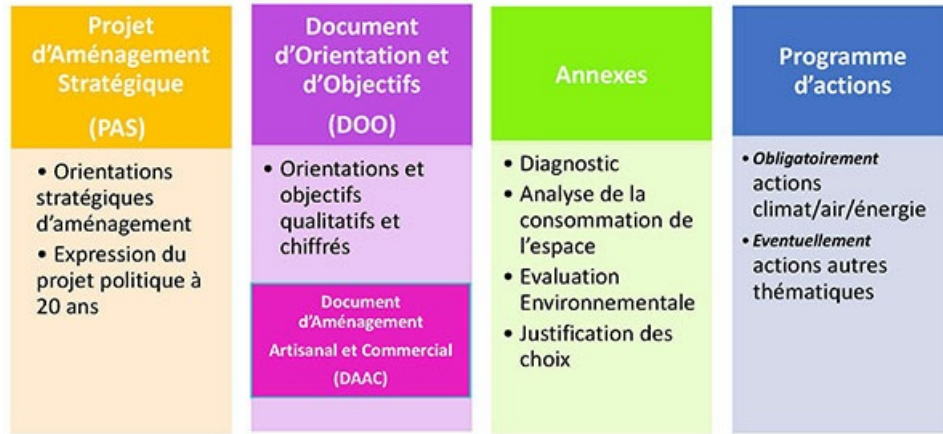 Projet
d'Aménagement
Stratégique
(PAS)
• Orientations
stratégiques
d'aménagement
• Expression du
projet politique à
20 ans
Document
d'Orientation et
d'Objectifs
(DOO)
• Orientations et
objectifs
qualitatifs et
chiffrés
Document
d'Aménagement
Artisanal et Commercial
(DAAC)
Annexes
• Diagnostic
• Analyse de la
consommation de
l'espace
• Evaluation
Environnementale
• Justification des
choix
Programme
d'actions
• Obligatoirement
actions
climat/air/énergie
• Eventuellement
actions autres
thématiques